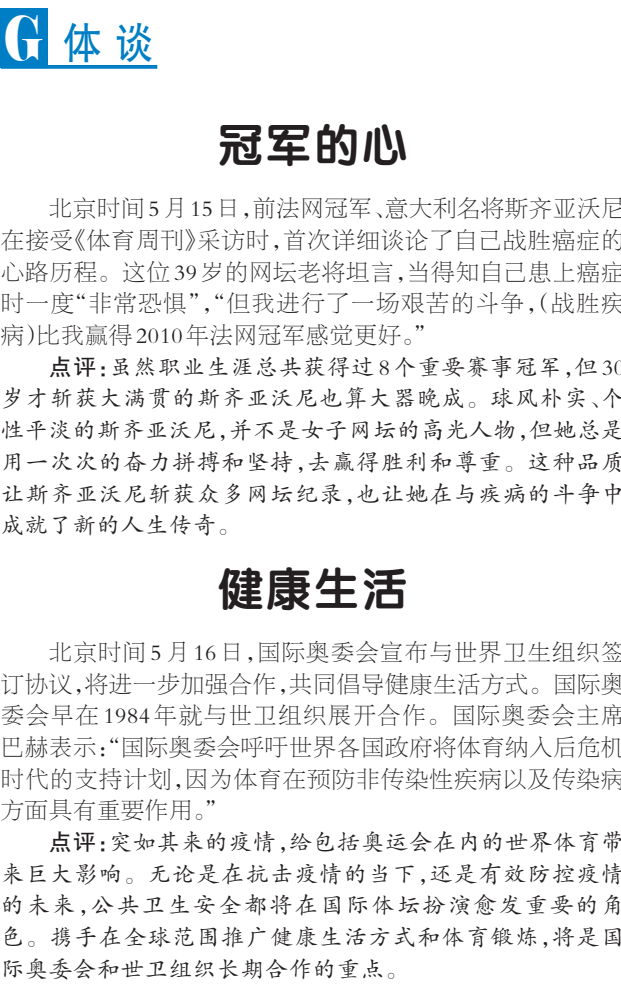 G 体谈
冠军的心
北京时间5月15日,前法网冠军、意大利名将斯齐亚沃尼
在接受《体育周刊》采访时,首次详细谈论了自己战胜癌症的
心路历程。这位39岁的网坛老将坦言,当得知自己患上癌症
时一度“非常恐惧”,“但我进行了一场艰苦的斗争,(战胜疾
病)比我赢得2010年法网冠军感觉更好。”
点评:虽然职业生涯总共获得过8个重要赛事冠军,但30
岁才斩获大满贯的斯齐亚沃尼也算大器晚成。球风朴实、个
性平淡的斯齐亚沃尼,并不是女子网坛的高光人物,但她总是
用一次次的奋力拼搏和坚持,去赢得胜利和尊重。这种品质
让斯齐亚沃尼斩获众多网坛纪录,也让她在与疾病的斗争中
成就了新的人生传奇。
健康生活
北京时间5月16日,国际奥委会宣布与世界卫生组织签
订协议,将进一步加强合作,共同倡导健康生活方式。国际奥
委会早在1984年就与世卫组织展开合作。国际奥委会主席
巴赫表示:“国际奥委会呼吁世界各国政府将体育纳入后危机
时代的支持计划,因为体育在预防非传染性疾病以及传染病
方面具有重要作用。”
点评:突如其来的疫情,给包括奥运会在内的世界体育带
来巨大影响。无论是在抗击疫情的当下,还是有效防控疫情
的未来,公共卫生安全都将在国际体坛扮演愈发重要的角
色。携手在全球范围推广健康生活方式和体育锻炼,将是国
际奥委会和世卫组织长期合作的重点。